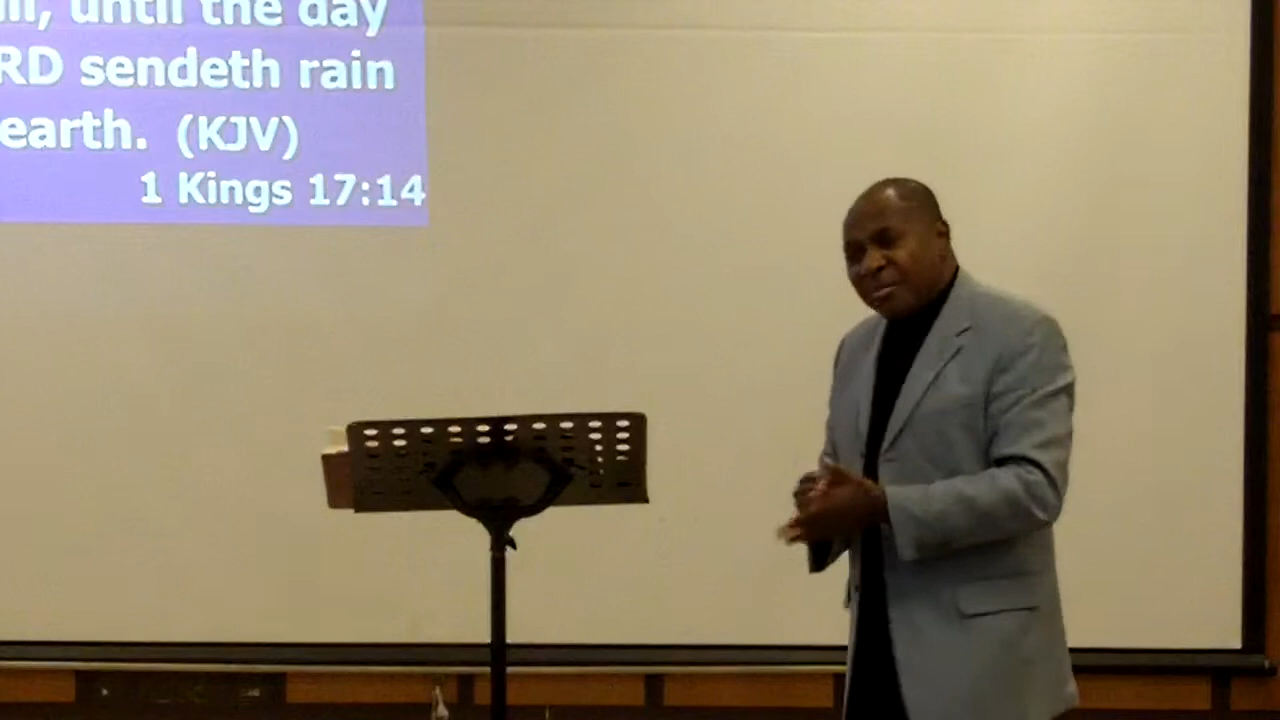 until the day
RD sendeth rain
earth. (KJV)
1 Kings 17:14